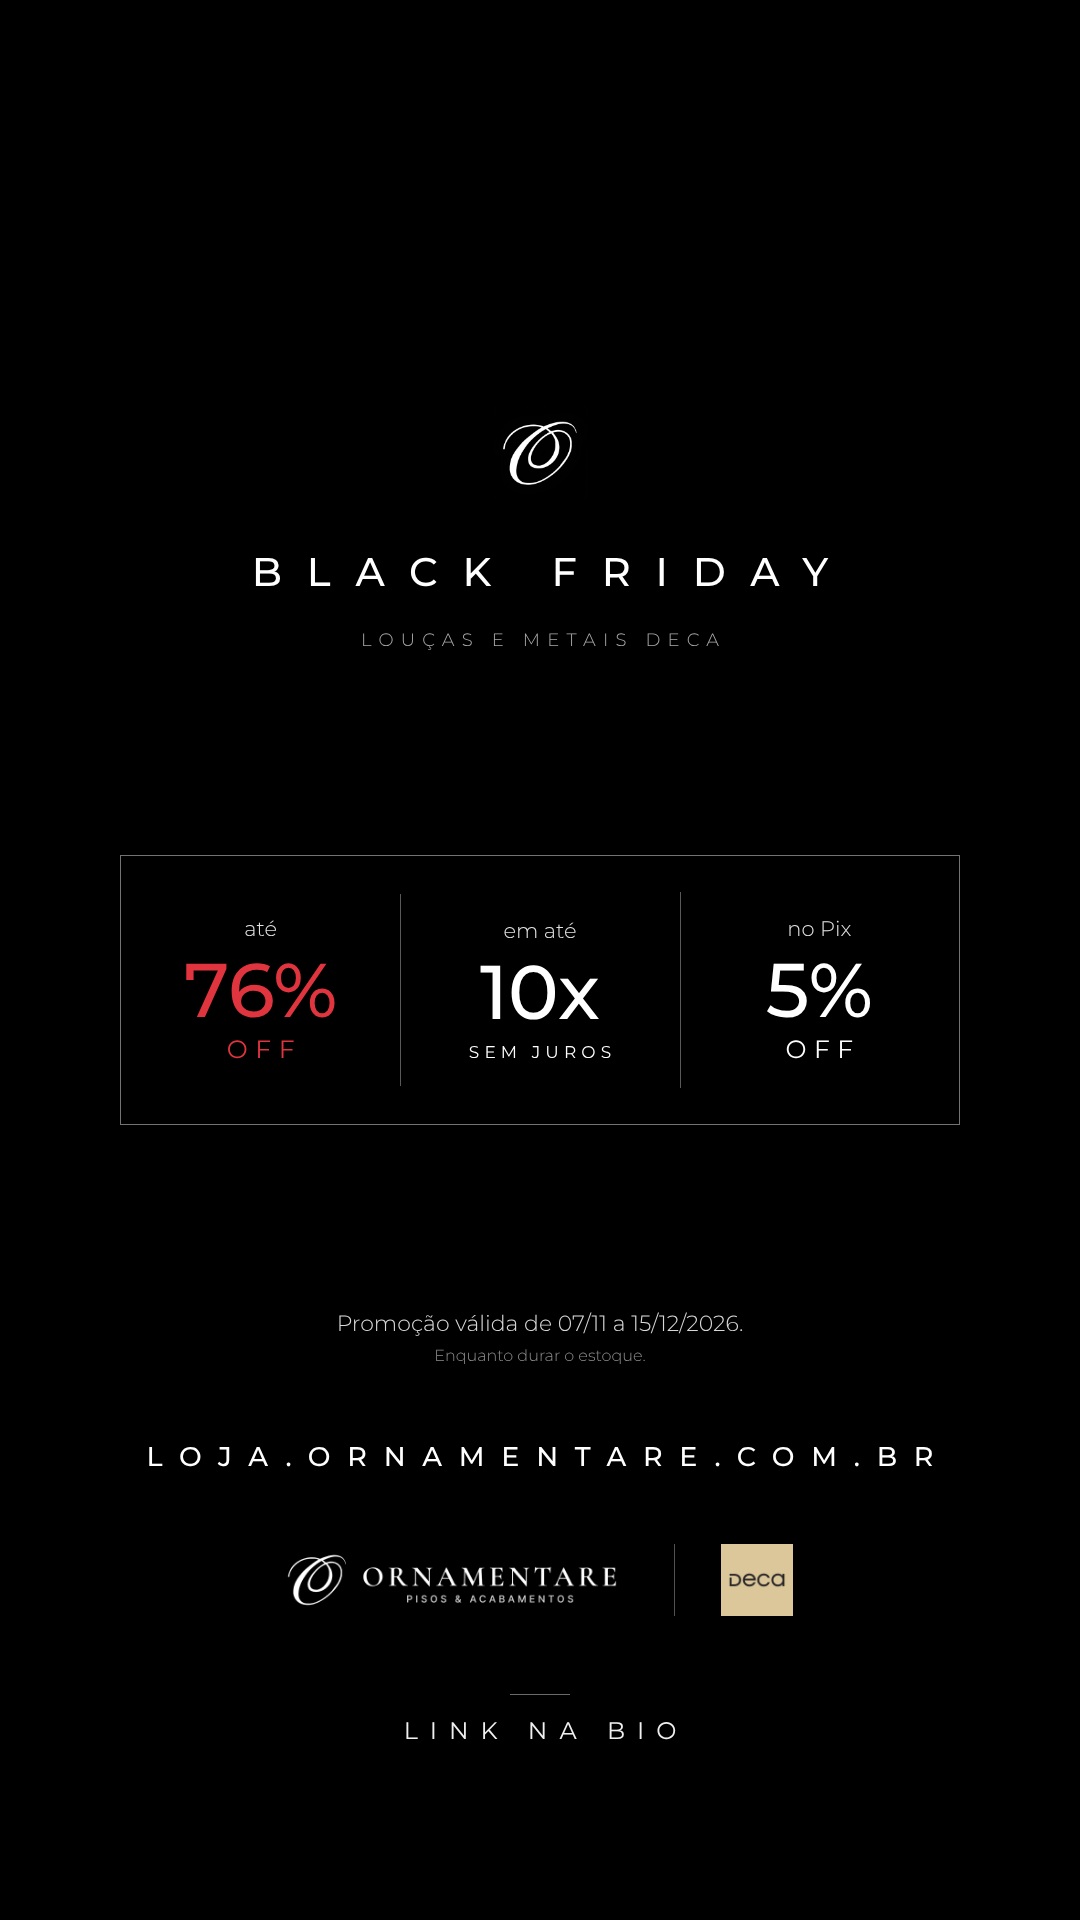 O
BLACK FRIDAY
LOUÇAS E METAIS DECA
até
76%
OFF
em até
10x
SEM JUROS
no Pix
5%
OFF
Promoção válida de 07/11 a 15/12/2026.
Enquanto durar o estoque.
LOJA.ORNAMENTARE.COM.BR
O ORNAMENTARE
PISOS & ACABAMENTOS
Deca
LINK NA BIO